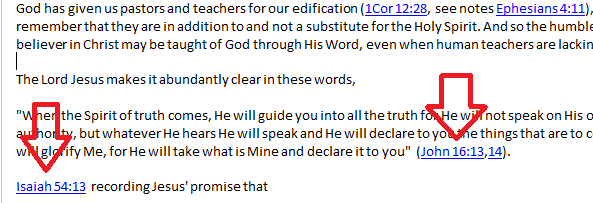 God has given us pastors and teachers for our edification (1Cor 12:28, see notes Ephesians 4:11),
remember that they are in addition to and not a substitute for the Holy Spirit. And so the humble
believer in Christ may be taught of God through His Word, even when human teachers are lackin
The Lord Jesus makes it abundantly clear in these words,
"When the Spirit of truth comes, He will guide you into all the truth for He will not speak on His o
authority, but whatever He hears He will speak and He will declare to you the things that are to c
will glorify Me, for He will take what is Mine and declare it to you" (John 16:13,14).
Isaiah 54:13 recording Jesus' promise that